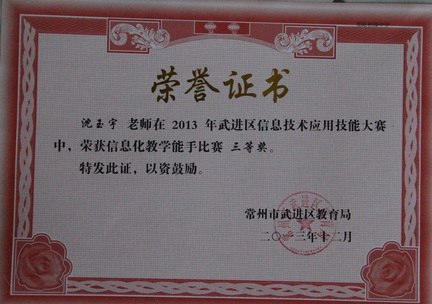 荣誉证书
沈玉宇 老师在 2013 年武进区信息技术应用技能大赛
中，荣获信息化教学能手比赛 三等奖。
特发此证，以资鼓励。
常州市武进区教育局
二〇一三年十二月